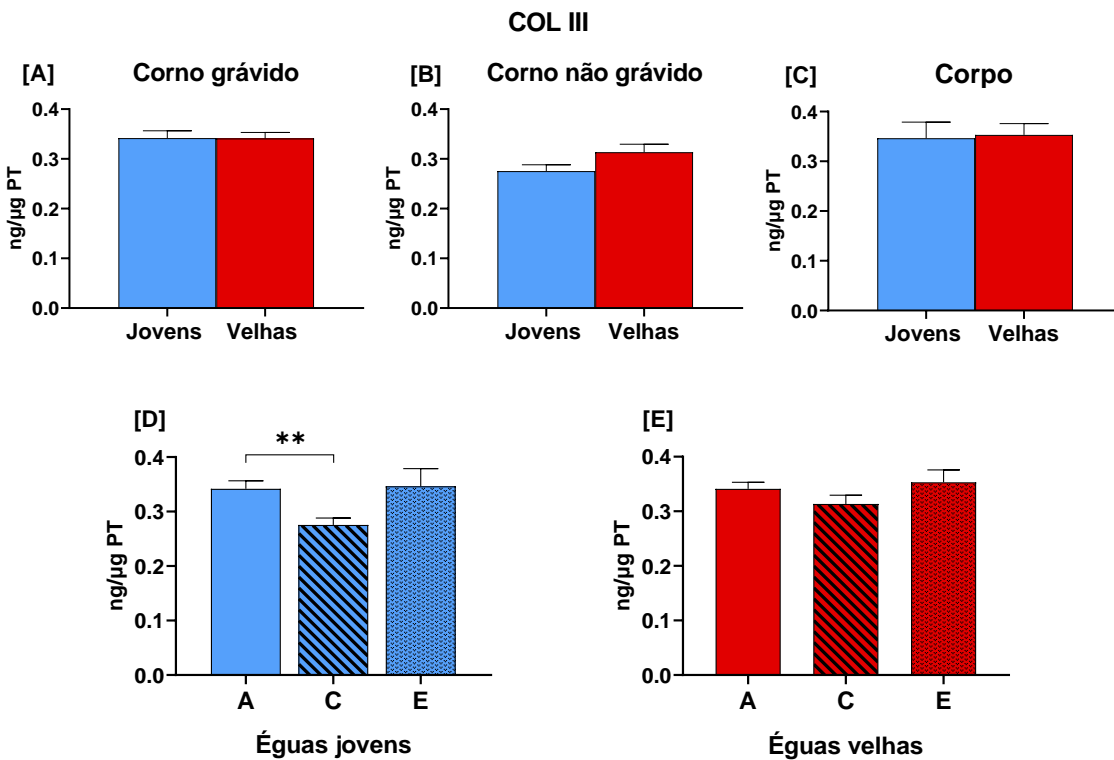 COL III
[A] Corno grávido
0.4
0.3
0.2
0.1
0.0
ng/µg PT
Jovens Velhas
[B] Corno não grávido
0.4
0.3
0.2
0.1
0.0
ng/µg PT
Jovens Velhas
[C] Corpo
0.4
0.3
0.2
0.1
0.0
ng/µg PT
Jovens Velhas
[D]
**
0.4
0.3
0.2
0.1
0.0
ng/µg PT
A C E
Éguas jovens
[E]
0.4
0.3
0.2
0.1
0.0
ng/µg PT
A C E
Éguas velhas